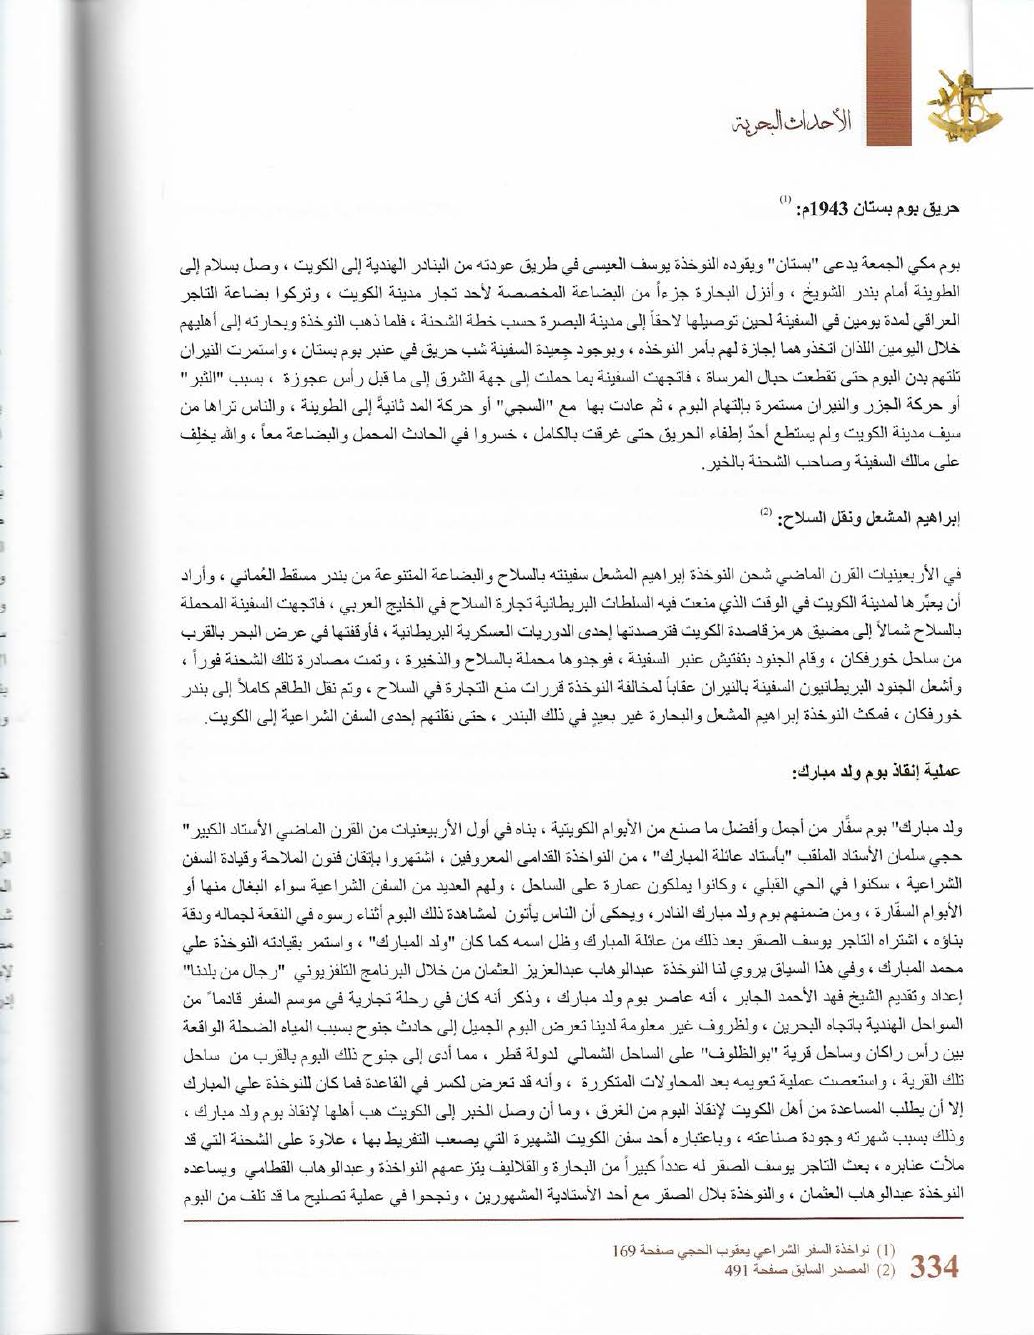 الأحداث البحرية
حريق بوم بستان 1943م: (1)
بوم مكي الجمعة يدعى "بستان" ويقوده النوخذة يوسف العيسى في طريق عودته من البنادر الهندية إلى الكويت ، وصل بسلام إلى
الطوينة أمام بندر الشويخ ، وأنزل البحارة جزءاً من البضاعة المخصصة لأحد تجار مدينة الكويت ، وتركوا بضاعة التاجر
العراقي لمدة يومين في السفينة لحين توصيلها لاحقاً إلى مدينة البصرة حسب خطة الشحنة ، فلما ذهب النوخذة وبحارته إلى أهليهم
خلال اليومين اللذان اتخذوهما إجازة لهم بأمر النوخذه ، وبوجود جعيدة السفينة شب حريق في عنبر بوم بستان ، واستمرت النيران
تلتهم بدن البوم حتى تقطعت حبال المرساة ، فاتجهت السفينة بما حملت إلى جهة الشرق إلى ما قبل رأس عجوزة ، بسبب "الثبر"
أو حركة الجزر والنيران مستمرة بإلتهام البوم ، ثم عادت بها مع "السجي" أو حركة المد ثانيةً إلى الطوينة ، والناس تراها من
سيف مدينة الكويت ولم يستطع أحدٌ إطفاء الحريق حتى غرقت بالكامل ، خسروا في الحادث المحمل والبضاعة معاً ، والله يخلِف
على مالك السفينة وصاحب الشحنة بالخير.
إبراهيم المشعل ونقل السلاح: (2)
في الأربعينيات القرن الماضي شحن النوخذة إبراهيم المشعل سفينته بالسلاح والبضاعة المتنوعة من بندر مسقط العُماني ، وأراد
أن يعبِّرها لمدينة الكويت في الوقت الذي منعت فيه السلطات البريطانية تجارة السلاح في الخليج العربي ، فاتجهت السفينة المحملة
بالسلاح شمالاً إلى مضيق هرمز قاصدة الكويت فترصدتها إحدى الدوريات العسكرية البريطانية ، فأوقفتها في عرض البحر بالقرب
من ساحل خورفكان ، وقام الجنود بتفتيش عنبر السفينة ، فوجدوها محملة بالسلاح والذخيرة ، وتمت مصادرة تلك الشحنة فوراً ،
وأشعل الجنود البريطانيون السفينة بالنيران عقاباً لمخالفة النوخذة قررات منع التجارة في السلاح ، وتم نقل الطاقم كاملاً إلى بندر
خورفكان ، فمكث النوخذة إبراهيم المشعل والبحارة غير بعيدٍ في ذلك البندر ، حتى نقلتهم إحدى السفن الشراعية إلى الكويت.
عملية إنقاذ بوم ولد مبارك:
ولد مبارك" بوم سفَّار من أجمل وأفضل ما صنع من الأبوام الكويتية ، بناه في أول الأربيعنيات من القرن الماضي الأستاد الكبير"
حجي سلمان الأستاد الملقب "بأستاد عائلة المبارك" ، من النواخذة القدامى المعروفين ، اشتهروا بإتقان فنون الملاحة وقيادة السفن
الشراعية ، سكنوا في الحي القبلي ، وكانوا يملكون عمارة على الساحل ، ولهم العديد من السفن الشراعية سواء البغال منها أو
الأبوام السفّارة ، ومن ضمنهم بوم ولد مبارك النادر، ويحكى أن الناس يأتون لمشاهدة ذلك البوم أثناء رسوه في النقعة لجماله ودقة
بناؤه ، اشتراه التاجر يوسف الصقر بعد ذلك من عائلة المبارك وظل اسمه كما كان "ولد المبارك" ، واستمر بقيادته النوخذة علي
محمد المبارك ، وفي هذا السياق يروي لنا النوخذة عبدالوهاب عبدالعزيز العثمان من خلال البرنامج التلفزيوني "رجال من بلدنا"
إعداد وتقديم الشيخ فهد الأحمد الجابر ، أنه عاصر بوم ولد مبارك ، وذكر أنه كان في رحلة تجارية في موسم السفر قادماً من
السواحل الهندية باتجاه البحرين ، ولظروف غير معلومة لدينا تعرض البوم الجميل إلى حادث جنوح بسبب المياه الضحلة الواقعة
بين رأس راكان وساحل قرية "بوالظلوف" على الساحل الشمالي لدولة قطر ، مما أدى إلى جنوح ذلك البوم بالقرب من ساحل
تلك القرية ، واستعصت عملية تعويمه بعد المحاولات المتكررة ، وأنه قد تعرض لكسر في القاعدة فما كان للنوخذة علي المبارك
إلا أن يطلب المساعدة من أهل الكويت لإنقاذ البوم من الغرق ، وما أن وصل الخبر إلى الكويت هب أهلها لإنقاذ بوم ولد مبارك ،
وذلك بسبب شهرته وجودة صناعته ، وباعتباره أحد سفن الكويت الشهيرة التي يصعب التفريط بها ، علاوة على الشحنة التي قد
ملأت عنابره ، بعث التاجر يوسف الصقر له عدداً كبيراً من البحارة والقلاليف يتزعمهم النواخذة وعبدالوهاب القطامي ويساعده
النوخذة عبدالوهاب العثمان ، والنوخذة بلال الصقر مع أحد الأستادية المشهورين ، ونجحوا في عملية تصليح ما قد تلف من البوم
(1) نواخذة السفر الشراعي يعقوب الحجي صفحة 169
(2) المصدر السابق صفحة 491
334